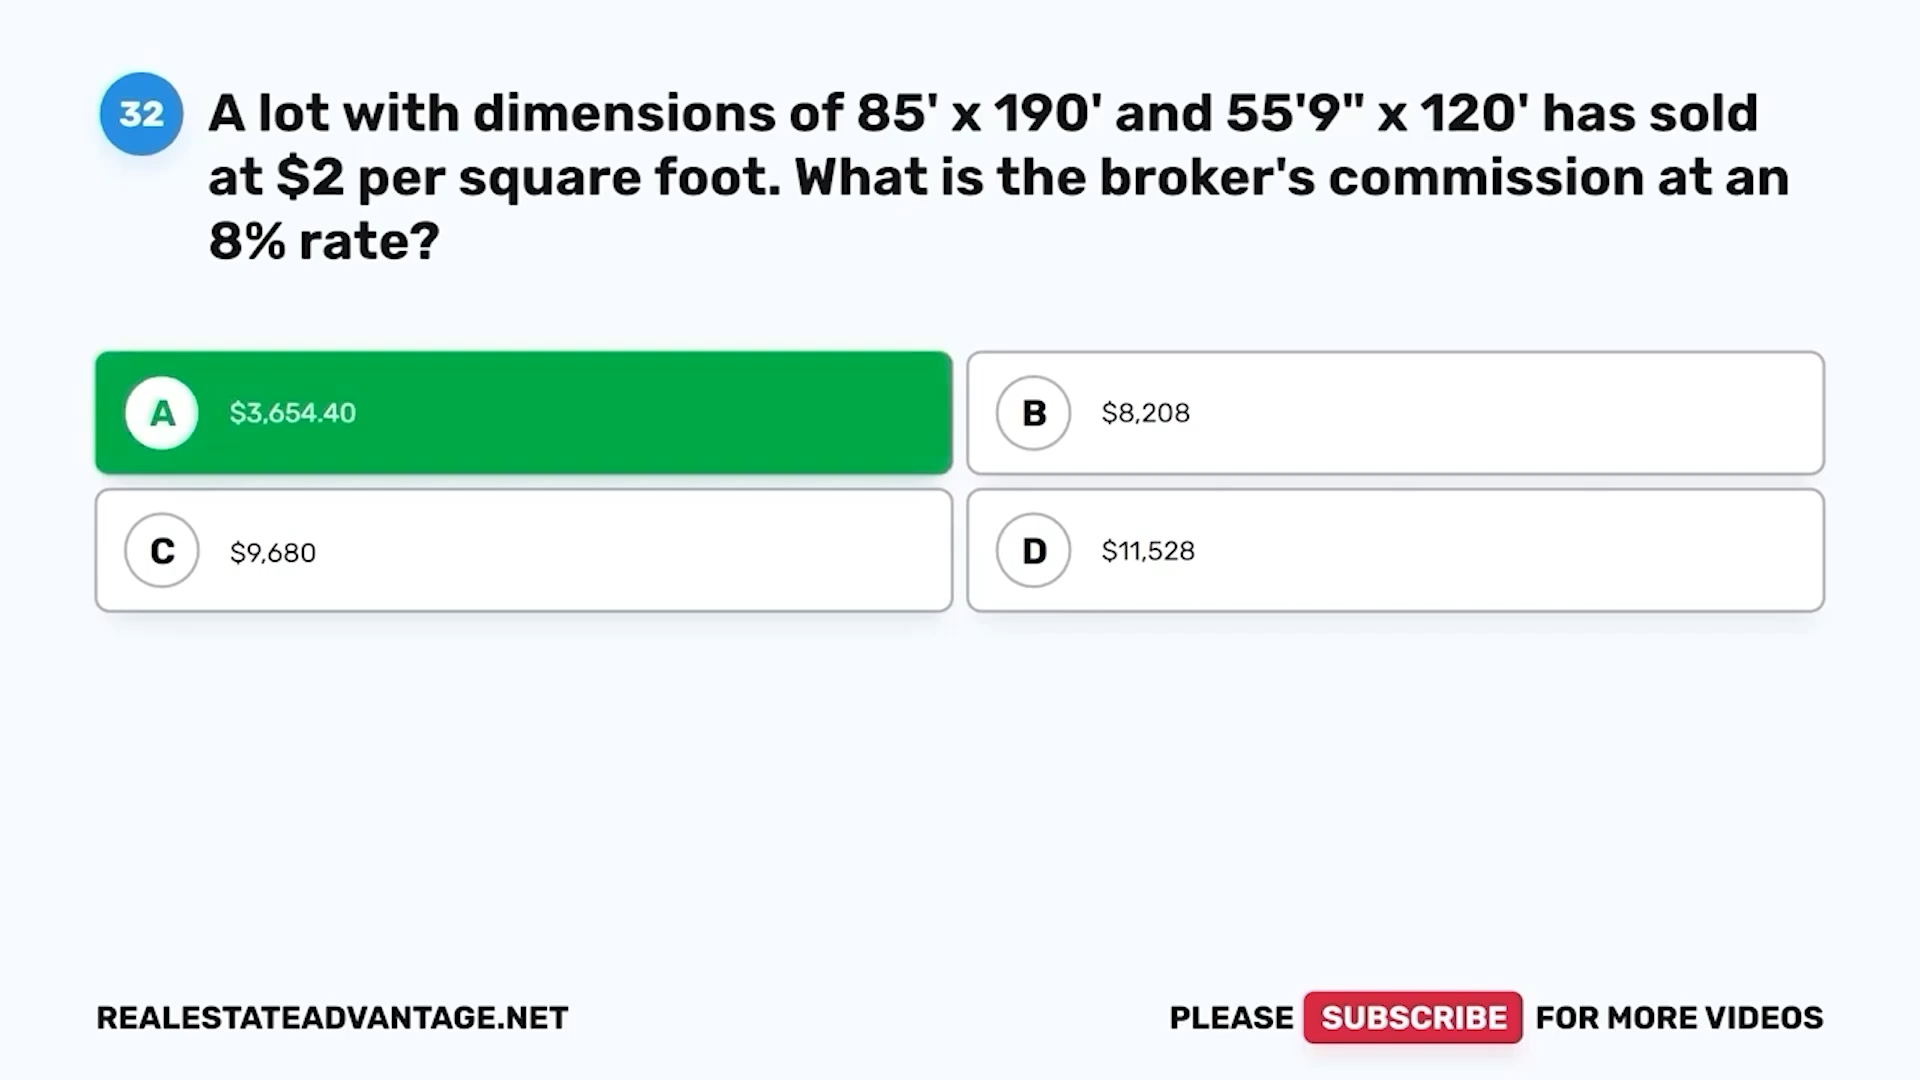 32
A lot with dimensions of 85' x 190' and 55'9" x 120' has sold
at $2 per square foot. What is the broker's commission at an
8% rate?
A $3,654.40
B $8,208
C $9,680
D $11,528
REALESTATEADVANTAGE.NET
PLEASE SUBSCRIBE FOR MORE VIDEOS